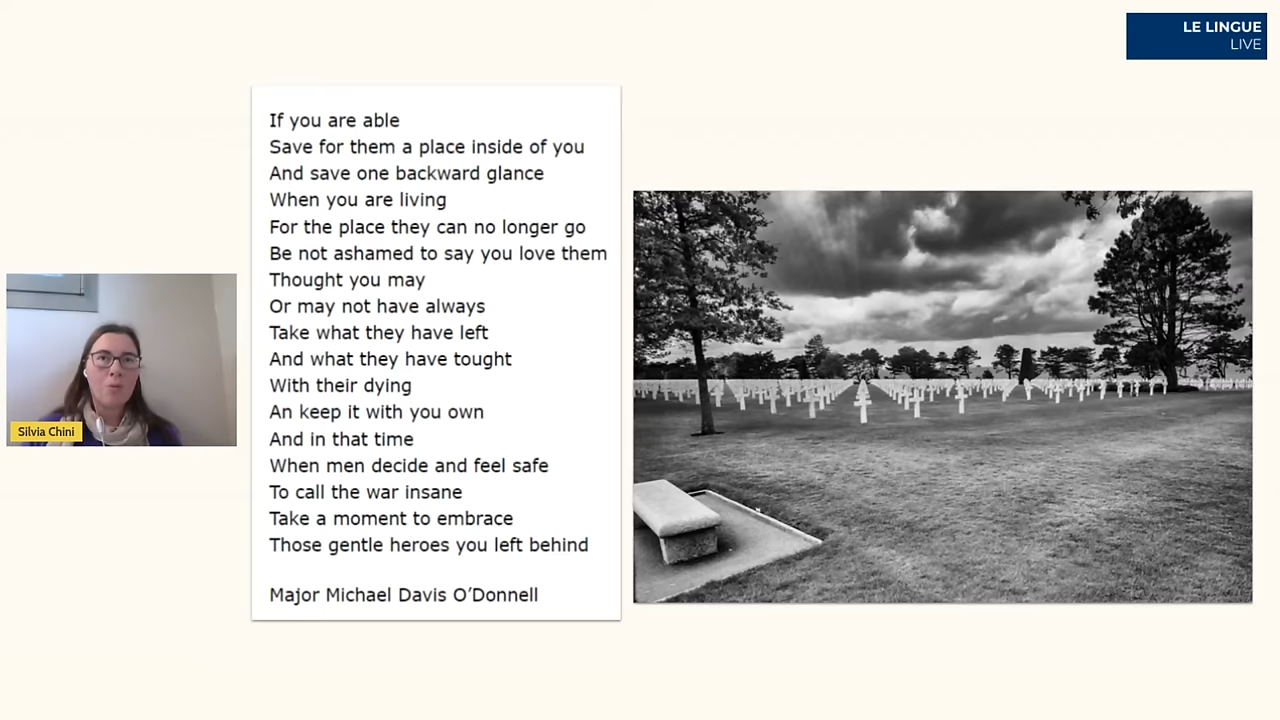 LE LINGUE
LIVE
If you are able
Save for them a place inside of you
And save one backward glance
When you are living
For the place they can no longer go
Be not ashamed to say you love them
Thought you may
Or may not have always
Take what they have left
And what they have tought
With their dying
An keep it with you own
And in that time
When men decide and feel safe
To call the war insane
Take a moment to embrace
Those gentle heroes you left behind
Major Michael Davis O’Donnell
Silvia Chini